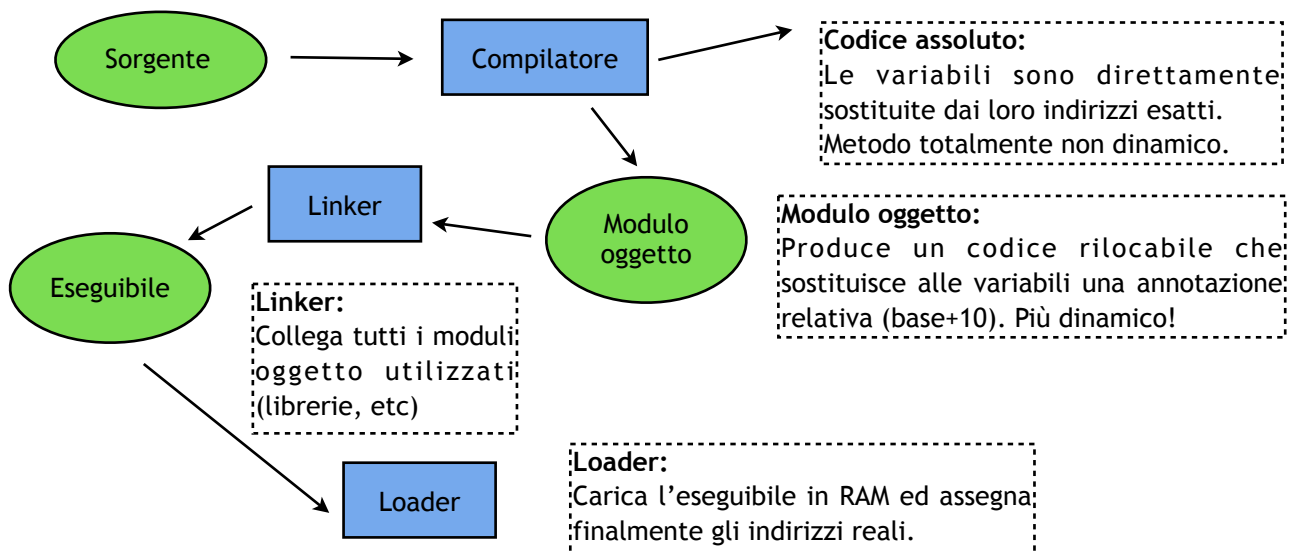 Sorgente
Compilatore
Codice assoluto:
Le variabili sono direttamente
sostituite dai loro indirizzi esatti.
Metodo totalmente non dinamico.
Linker
Modulo
oggetto
Modulo oggetto:
Produce un codice rilocabile che
sostituisce alle variabili una annotazione
relativa (base+10). Più dinamico!
Eseguibile
Linker:
Collega tutti i moduli
oggetto utilizzati
(librerie, etc)
Loader
Loader:
Carica l’eseguibile in RAM ed assegna
finalmente gli indirizzi reali.